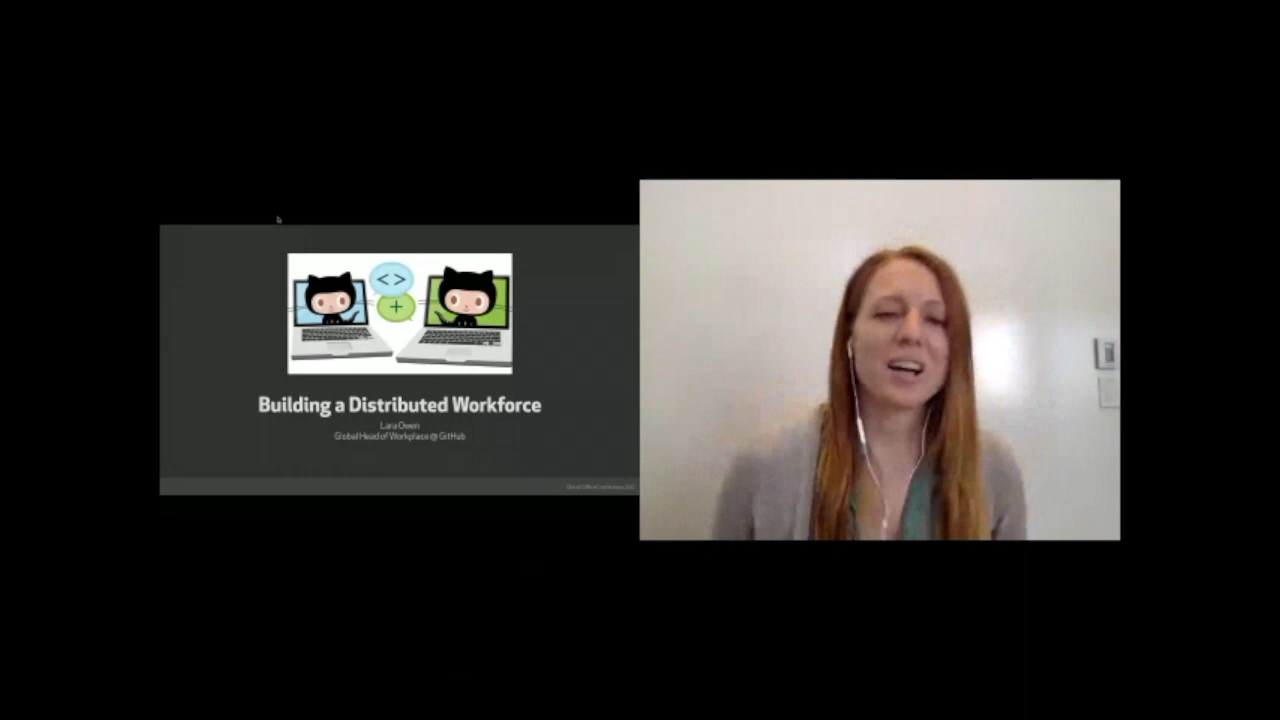 < >
+
Building a Distributed Workforce
Lara Owen
Global Head of Workplace @ GitHub